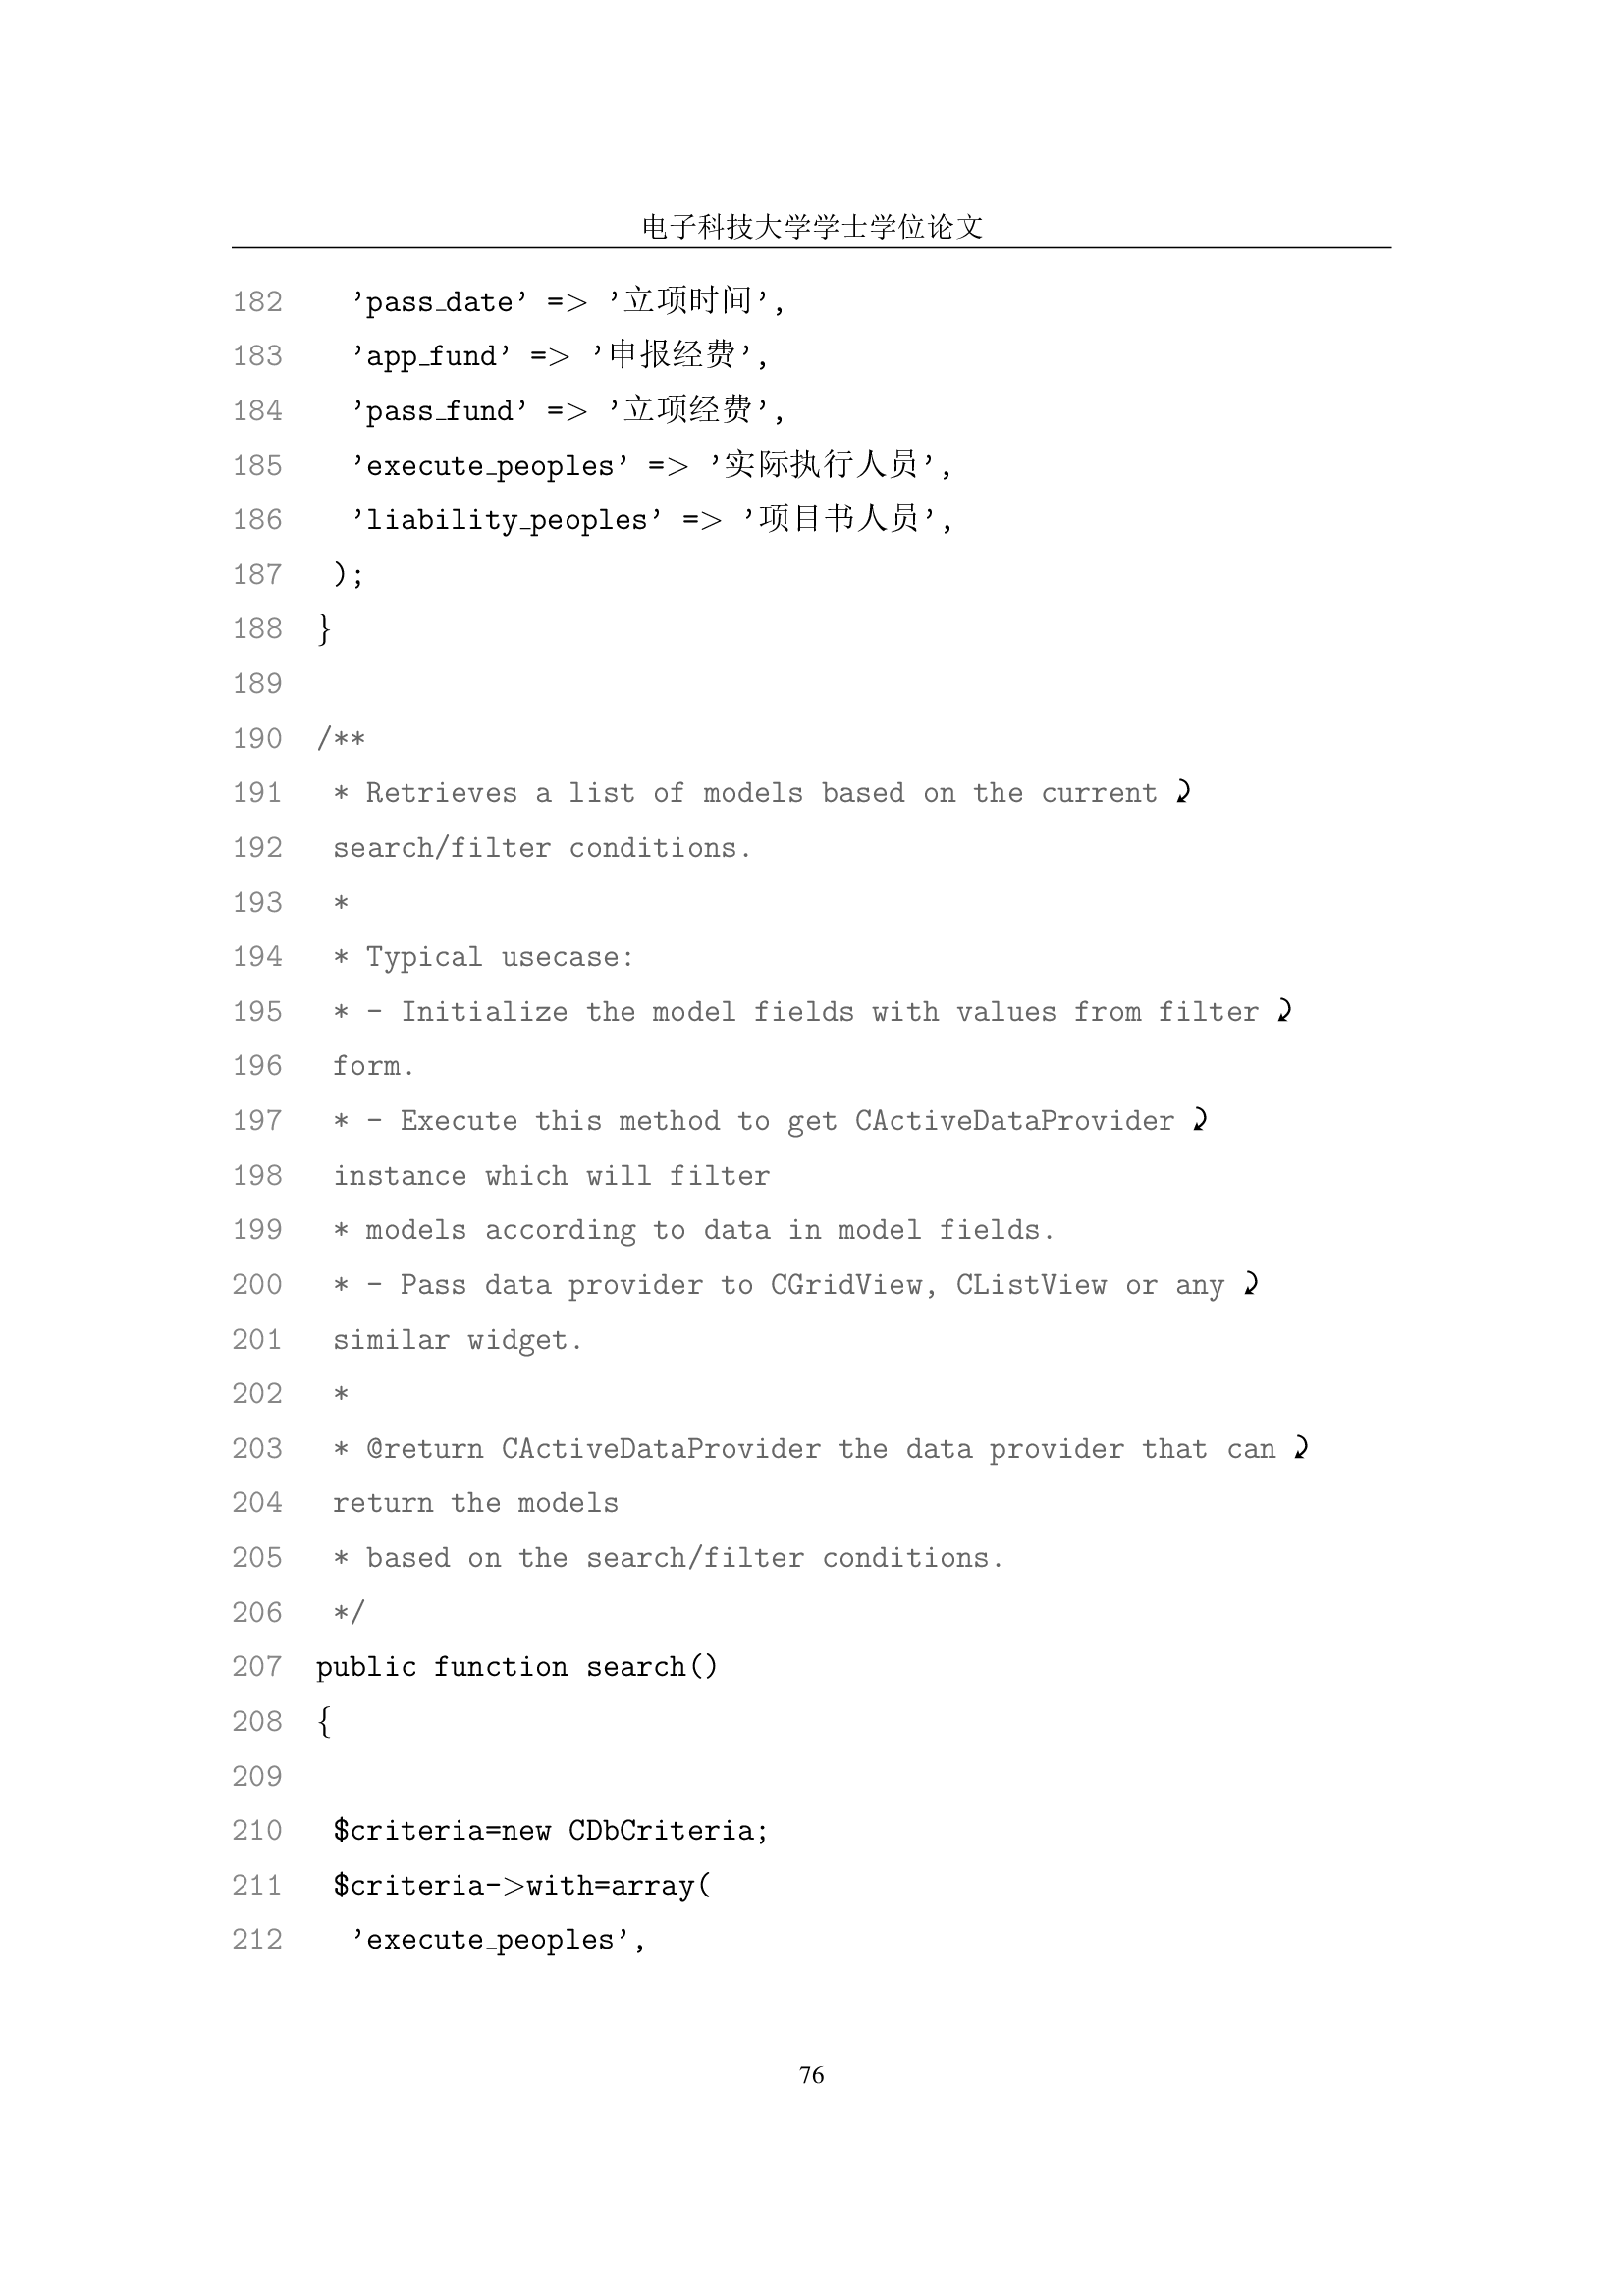 电子科技大学学士学位论文
182 'pass_date' => '立项时间',
183 'app_fund' => '申报经费',
184 'pass_fund' => '立项经费',
185 'execute_peoples' => '实际执行人员',
186 'liability_peoples' => '项目书人员',
187 );
188 }
189
190 /**
191 * Retrieves a list of models based on the current ⤸
192 search/filter conditions.
193 *
194 * Typical usecase:
195 * - Initialize the model fields with values from filter ⤸
196 form.
197 * - Execute this method to get CActiveDataProvider ⤸
198 instance which will filter
199 * models according to data in model fields.
200 * - Pass data provider to CGridView, CListView or any ⤸
201 similar widget.
202 *
203 * @return CActiveDataProvider the data provider that can ⤸
204 return the models
205 * based on the search/filter conditions.
206 */
207 public function search()
208 {
209
210 $criteria=new CDbCriteria;
211 $criteria->with=array(
212 'execute_peoples',
76